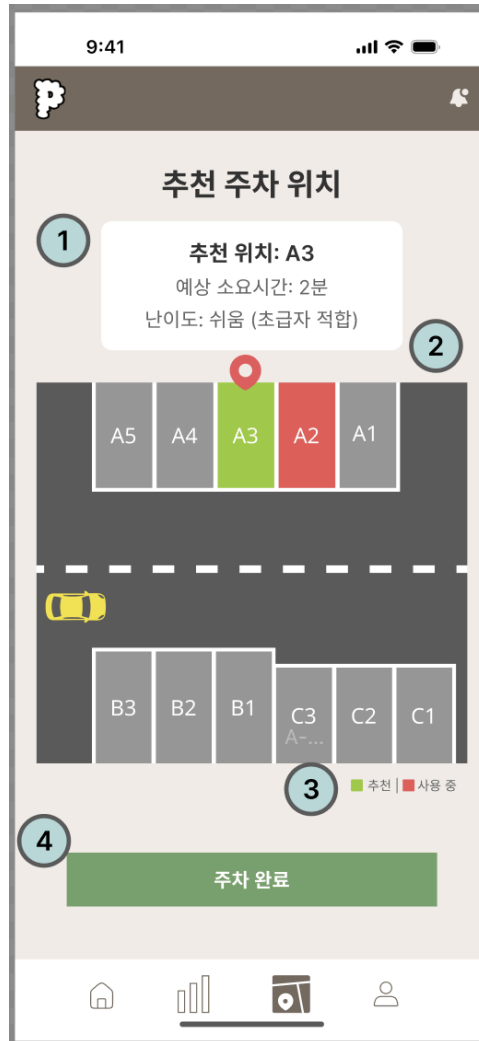 9:41
P
추천 주차 위치
1
추천 위치: A3
예상 소요시간: 2분
난이도: 쉬움 (초급자 적합)
2
A5 A4 A3 A2 A1
B3 B2 B1 C3 C2 C1
A-...
3
추천 | 사용 중
4
주차 완료